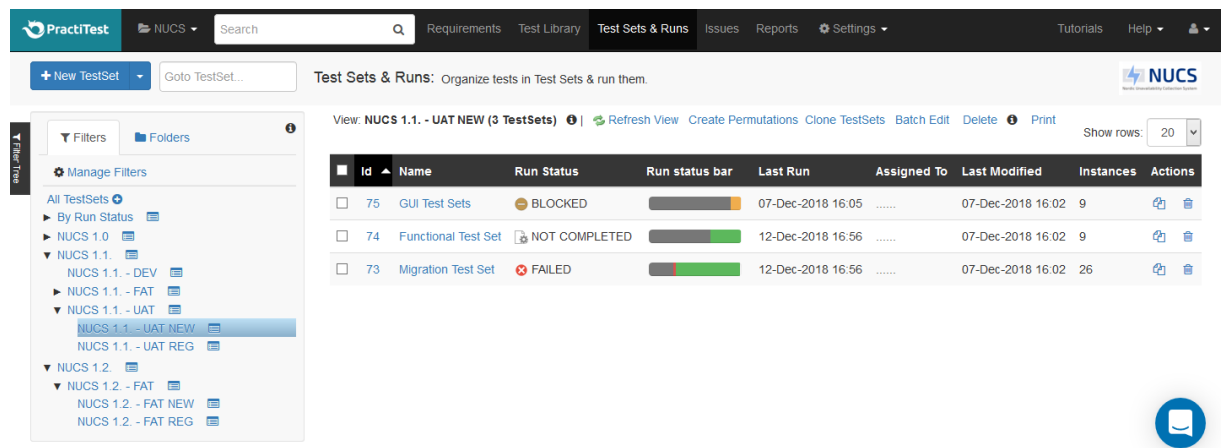 PractiTest NUCS Search Requirements Test Library Test Sets & Runs Issues Reports Settings Tutorials Help
+ New TestSet Goto TestSet... Test Sets & Runs: Organize tests in Test Sets & run them. NUCS
Nordic Unavailability Collection System
Filter Tree
Filters Folders
Manage Filters
All TestSets
By Run Status
NUCS 1.0
NUCS 1.1.
NUCS 1.1. - DEV
NUCS 1.1. - FAT
NUCS 1.1. - UAT
NUCS 1.1. - UAT NEW
NUCS 1.1. - UAT REG
NUCS 1.2.
NUCS 1.2. - FAT
NUCS 1.2. - FAT NEW
NUCS 1.2. - FAT REG
View: NUCS 1.1. - UAT NEW (3 TestSets) | Refresh View Create Permutations Clone TestSets Batch Edit Delete Print
Show rows: 20
Id Name Run Status Run status bar Last Run Assigned To Last Modified Instances Actions
75 GUI Test Sets BLOCKED 07-Dec-2018 16:05 ...... 07-Dec-2018 16:02 9
74 Functional Test Set NOT COMPLETED 12-Dec-2018 16:56 ...... 07-Dec-2018 16:02 9
73 Migration Test Set FAILED 12-Dec-2018 16:56 ...... 07-Dec-2018 16:02 26